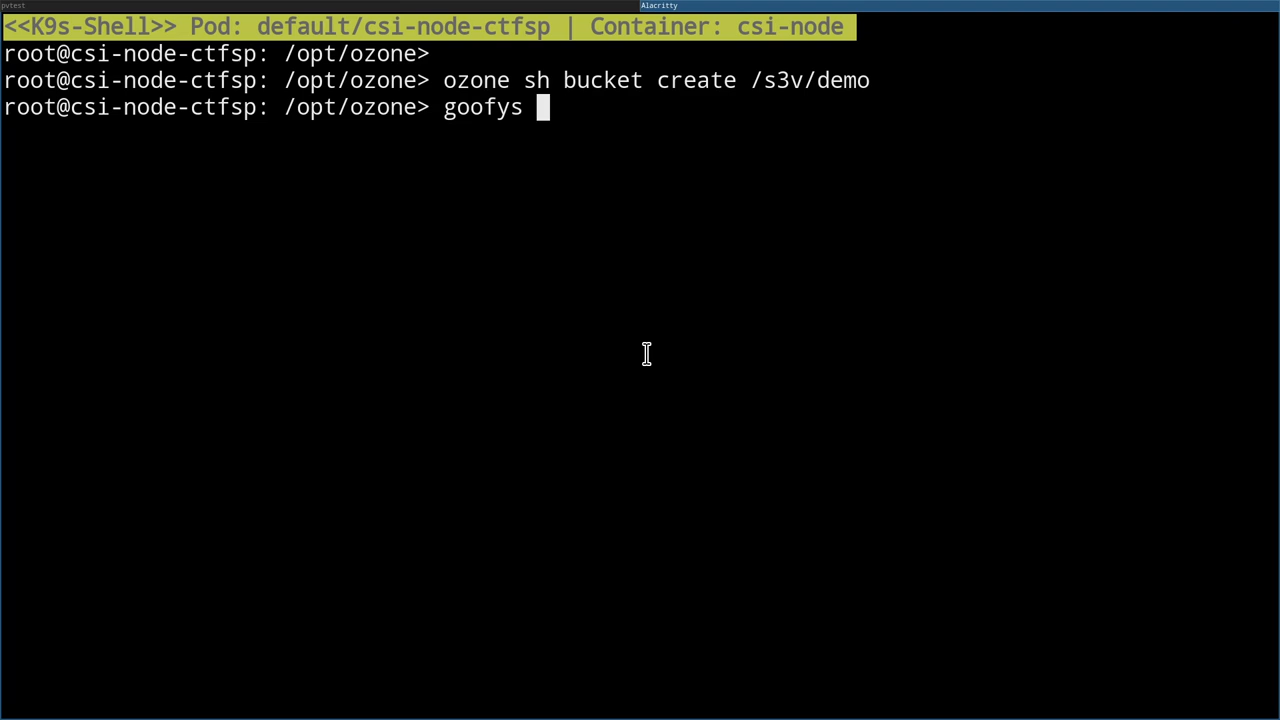 pvtest
Alacritty
<<K9s-Shell>> Pod: default/csi-node-ctfsp | Container: csi-node
root@csi-node-ctfsp: /opt/ozone>
root@csi-node-ctfsp: /opt/ozone> ozone sh bucket create /s3v/demo
root@csi-node-ctfsp: /opt/ozone> goofys